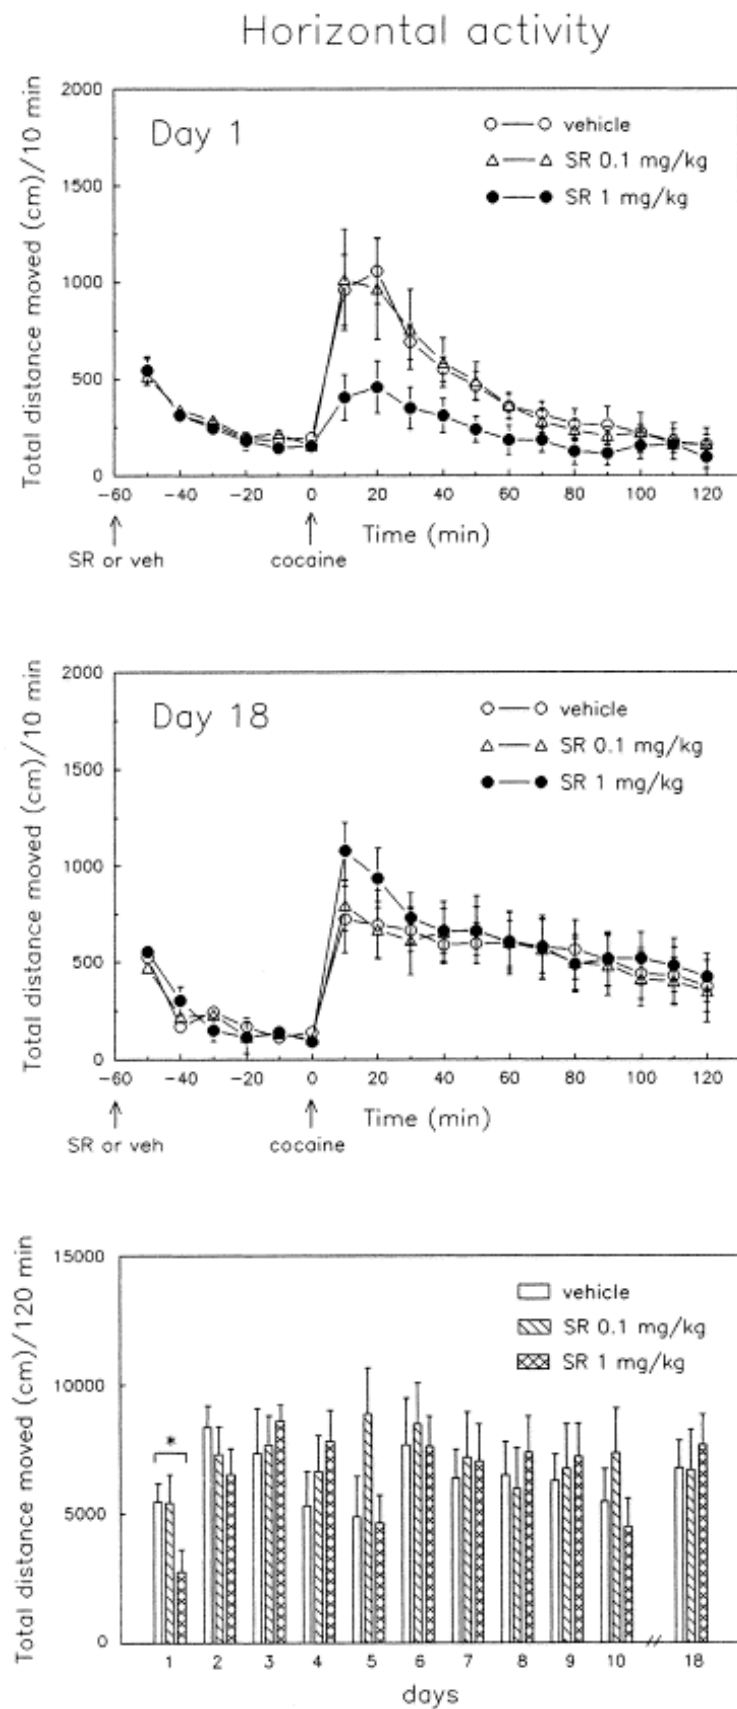 Horizontal activity
Total distance moved (cm)/10 min
2000
1500
1000
500
0
Day 1
vehicle
SR 0.1 mg/kg
SR 1 mg/kg
-60 -40 -20 0 20 40 60 80 100 120
Time (min)
SR or veh
cocaine
Total distance moved (cm)/10 min
2000
1500
1000
500
0
Day 18
vehicle
SR 0.1 mg/kg
SR 1 mg/kg
-60 -40 -20 0 20 40 60 80 100 120
Time (min)
SR or veh
cocaine
Total distance moved (cm)/120 min
15000
10000
5000
0
vehicle
SR 0.1 mg/kg
SR 1 mg/kg
*
1 2 3 4 5 6 7 8 9 10 18
days